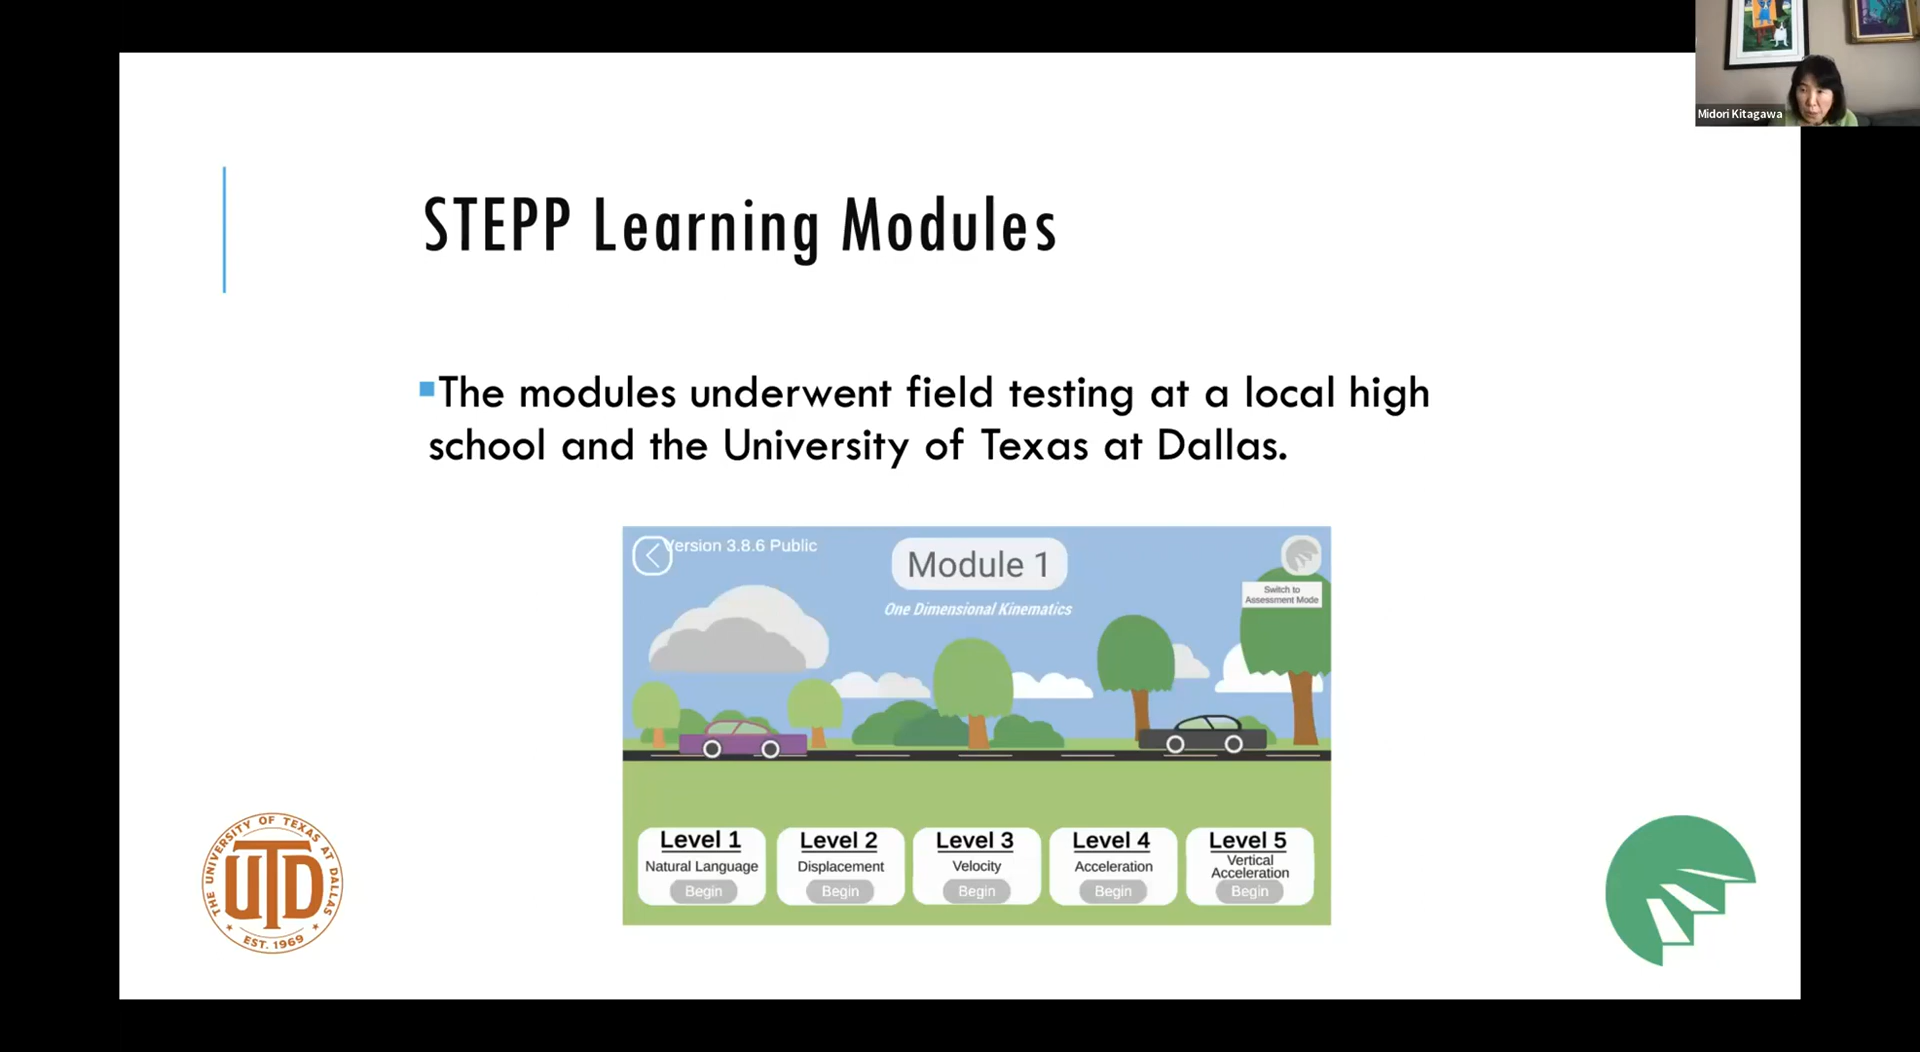 Midori Kitagawa
STEPP Learning Modules
The modules underwent field testing at a local high
school and the University of Texas at Dallas.
Version 3.8.6 Public
Module 1
One Dimensional Kinematics
Switch to
Assessment Mode
Level 1
Natural Language
Begin
Level 2
Displacement
Begin
Level 3
Velocity
Begin
Level 4
Acceleration
Begin
Level 5
Vertical
Acceleration
Begin
THE UNIVERSITY OF TEXAS AT DALLAS
UTD
EST. 1969